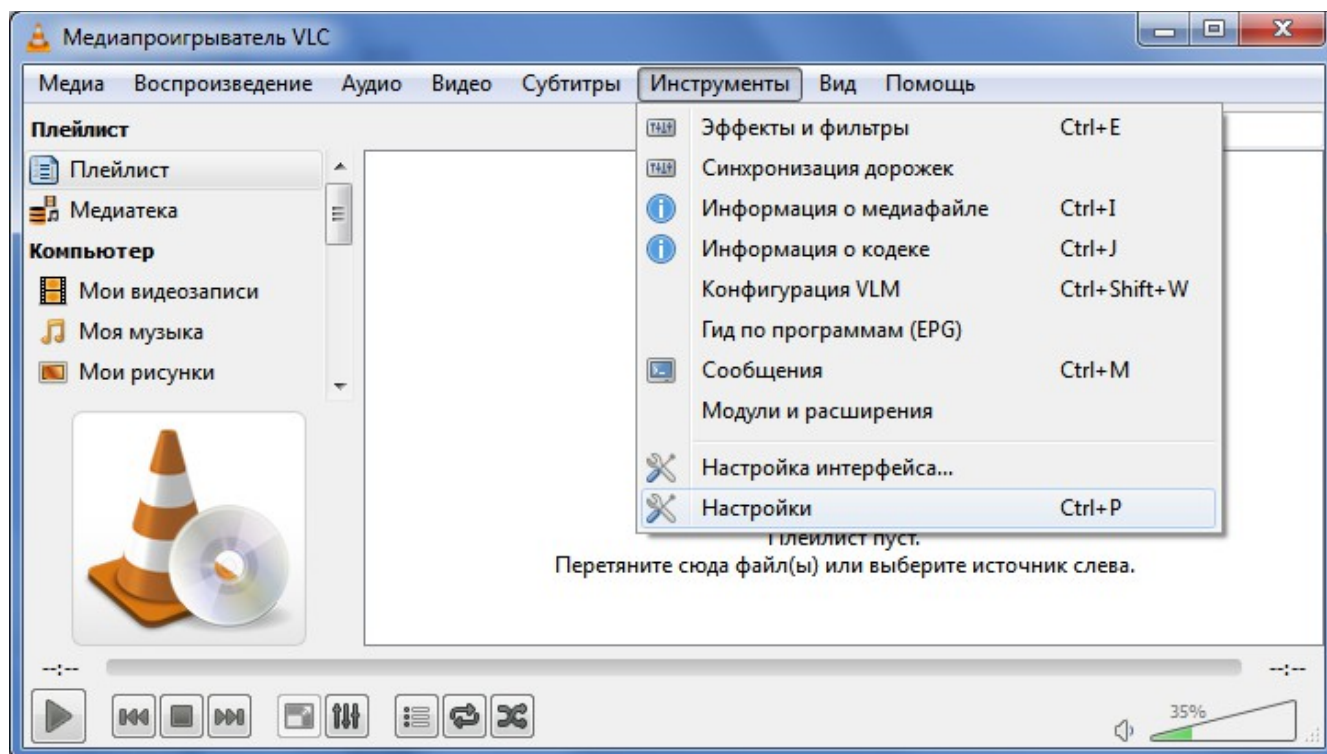 Медиапроигрыватель VLC
Медиа Воспроизведение Аудио Видео Субтитры Инструменты Вид Помощь
Плейлист
Плейлист
Медиатека
Компьютер
Мои видеозаписи
Моя музыка
Мои рисунки
Эффекты и фильтры Ctrl+E
Синхронизация дорожек
Информация о медиафайле Ctrl+I
Информация о кодеке Ctrl+J
Конфигурация VLM Ctrl+Shift+W
Гид по программам (EPG)
Сообщения Ctrl+M
Модули и расширения
Настройка интерфейса...
Настройки Ctrl+P
Плейлист пуст.
Перетяните сюда файл(ы) или выберите источник слева.
--:-- --:--
35%